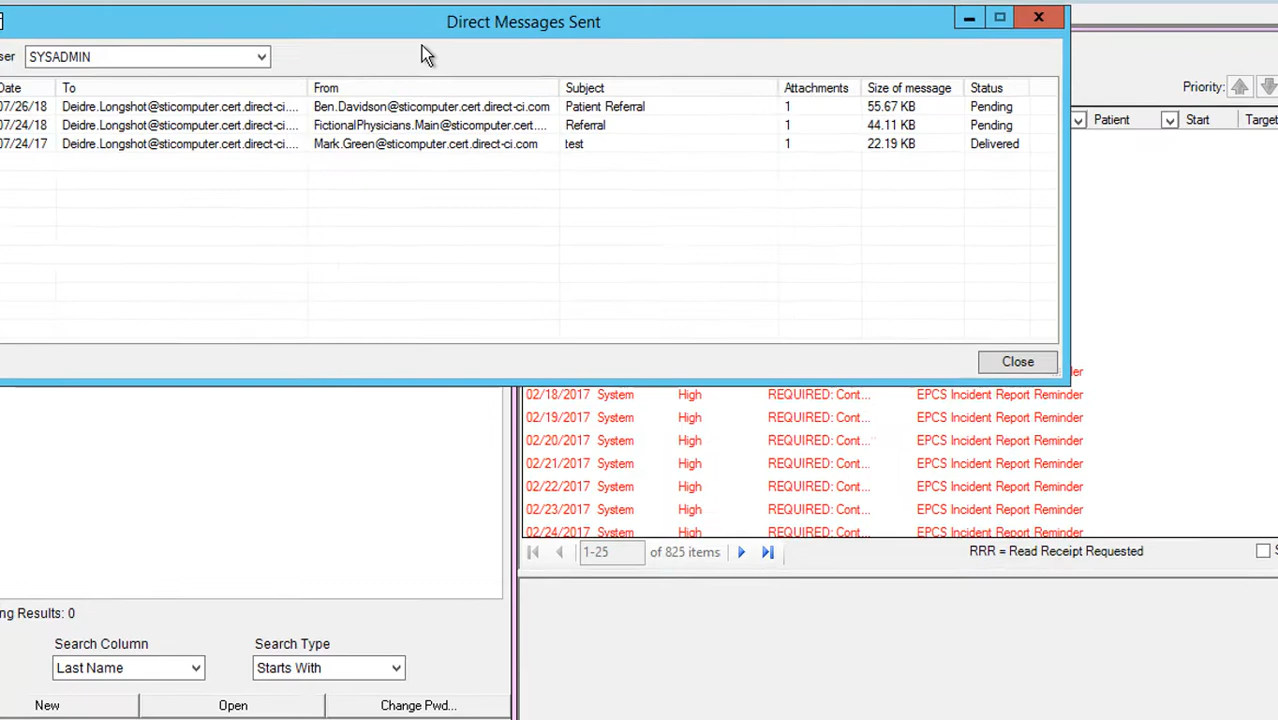 Direct Messages Sent
ser SYSADMIN
Date To From Subject Attachments Size of message Status
07/26/18 Deidre.Longshot@sticomputer.cert.direct-ci.... Ben.Davidson@sticomputer.cert.direct-ci.com Patient Referral 1 55.67 KB Pending
07/24/18 Deidre.Longshot@sticomputer.cert.direct-ci.... FictionalPhysicians.Main@sticomputer.cert.... Referral 1 44.11 KB Pending
07/24/17 Deidre.Longshot@sticomputer.cert.direct-ci.... Mark.Green@sticomputer.cert.direct-ci.com test 1 22.19 KB Delivered
Close
Priority:
Patient Start Target
der
02/18/2017 System High REQUIRED: Cont... EPCS Incident Report Reminder
02/19/2017 System High REQUIRED: Cont... EPCS Incident Report Reminder
02/20/2017 System High REQUIRED: Cont... EPCS Incident Report Reminder
02/21/2017 System High REQUIRED: Cont... EPCS Incident Report Reminder
02/22/2017 System High REQUIRED: Cont... EPCS Incident Report Reminder
02/23/2017 System High REQUIRED: Cont... EPCS Incident Report Reminder
02/24/2017 System High REQUIRED: Cont... EPCS Incident Report Reminder
1-25 of 825 items RRR = Read Receipt Requested S
ng Results: 0
Search Column Search Type
Last Name Starts With
New Open Change Pwd...